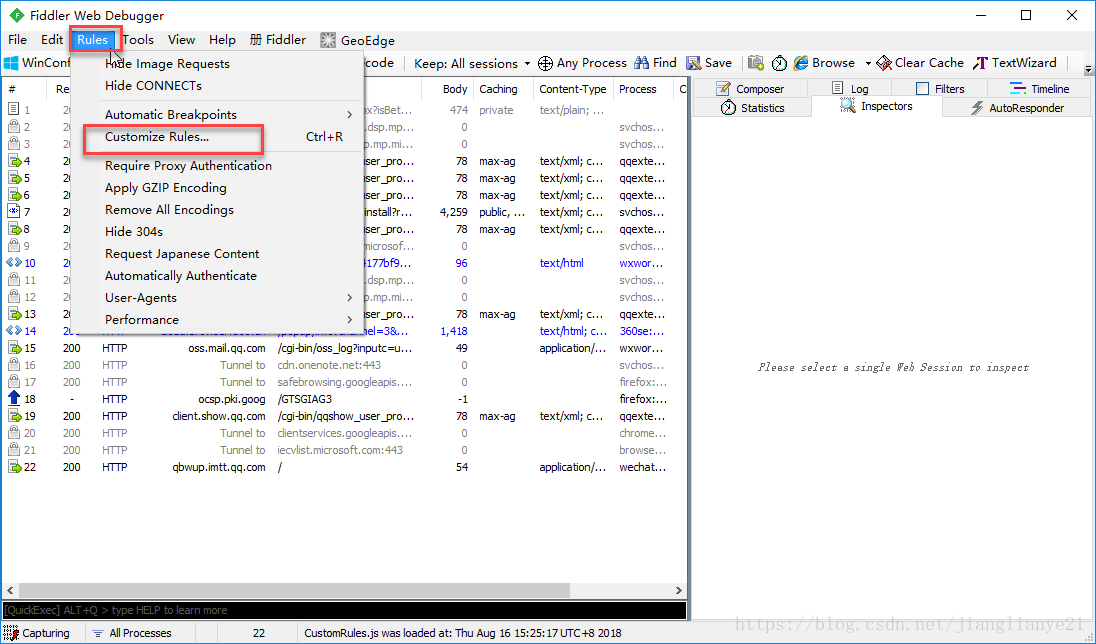 Fiddler Web Debugger
File Edit Rules Tools View Help 册 Fiddler GeoEdge
WinConf code Keep: All sessions Any Process Find Save Browse Clear Cache TextWizard
Hide Image Requests
Hide CONNECTs
Automatic Breakpoints
Customize Rules... Ctrl+R
Require Proxy Authentication
Apply GZIP Encoding
Remove All Encodings
Hide 304s
Request Japanese Content
Automatically Authenticate
User-Agents
Performance
# Re Body Caching Content-Type Process C
1 20 ox?isBet... 474 private text/plain; ...
2 20 .dsp.mp... 0 svchos...
3 20 .dsp.mp.mi... 0 svchos...
4 20 user_pro... 78 max-ag text/xml; c... qqexte...
5 20 user_pro... 78 max-ag text/xml; c... qqexte...
6 20 user_pro... 78 max-ag text/xml; c... qqexte...
7 20 install?r... 4,259 public, ... text/xml; c... svchos...
8 20 user_pro... 78 max-ag text/xml; c... qqexte...
9 20 microsof... 0 svchos...
10 20 4177bf9... 96 text/html wxwor...
11 20 .dsp.mp.mi... 0 svchos...
12 20 .dsp.mp.mi... 0 svchos...
13 20 user_pro... 78 max-ag text/xml; c... qqexte...
14 200 nel=3&... 1,418 text/html; c... 360se:...
15 200 HTTP oss.mail.qq.com /cgi-bin/oss_log?inputc=u... 49 application/... wxwor...
16 200 HTTP Tunnel to cdn.onenote.net:443 0 svchos...
17 200 HTTP Tunnel to safebrowsing.googleapis.... 0 firefox:...
18 - HTTP ocsp.pki.goog /GTSGIAG3 -1 firefox:...
19 200 HTTP client.show.qq.com /cgi-bin/qqshow_user_pro... 78 max-ag text/xml; c... qqexte...
20 200 HTTP Tunnel to clientservices.googleapis.... 0 chrome...
21 200 HTTP Tunnel to iecvlist.microsoft.com:443 0 browse...
22 200 HTTP qbwup.imtt.qq.com / 54 application/... wechat...
Composer Log Filters Timeline
Statistics Inspectors AutoResponder
Please select a single Web Session to inspect
[QuickExec] ALT+Q > type HELP to learn more
Capturing All Processes 22 CustomRules.js was loaded at: Thu Aug 16 15:25:17 UTC+8 2018
https://blog.csdn.net/jianglianye21